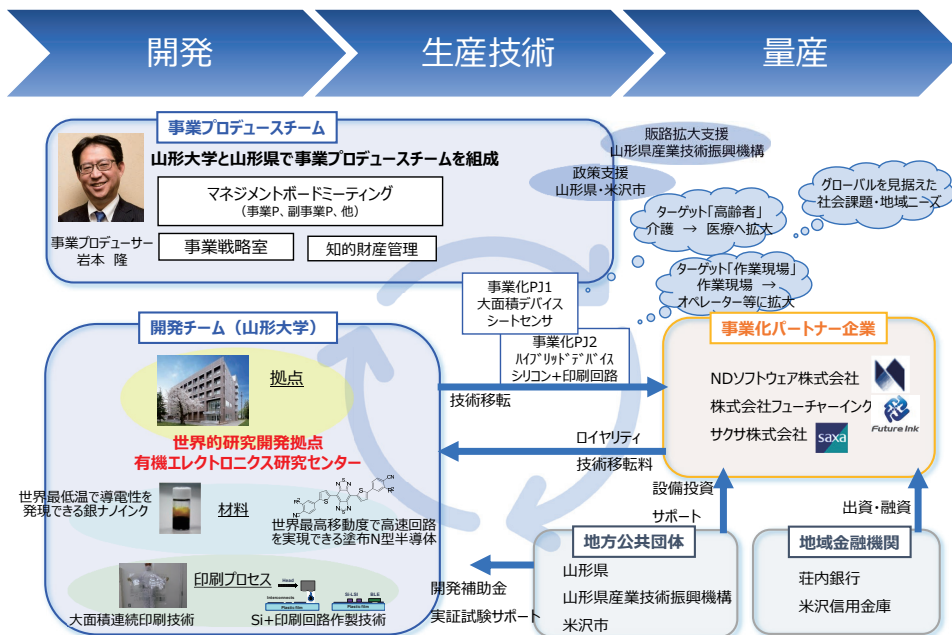 開発
生産技術
量産
事業プロデュースチーム
山形大学と山形県で事業プロデュースチームを組成
マネジメントボードミーティング
(事業P、副事業P、他)
事業戦略室
知的財産管理
事業プロデューサー
岩本 隆
販路拡大支援
山形県産業技術振興機構
政策支援
山形県・米沢市
グローバルを見据えた
社会課題・地域ニーズ
ターゲット「高齢者」
介護 → 医療へ拡大
ターゲット「作業現場」
作業現場 →
オペレーター等に拡大
事業化PJ1
大面積デバイス
シートセンサ
事業化PJ2
ハイブリッドデバイス
シリコン+印刷回路
開発チーム(山形大学)
拠点
世界的研究開発拠点
有機エレクトロニクス研究センター
世界最低温で導電性を
発現できる銀ナノインク
材料
世界最高移動度で高速回路
を実現できる塗布N型半導体
印刷プロセス
大面積連続印刷技術
Head
Interconnects
Plastic film
Si-LSI
BLE
Plastic film
Si+印刷回路作製技術
技術移転
ロイヤリティ
技術移転料
事業化パートナー企業
NDソフトウェア株式会社
株式会社フューチャーインク
Future Ink
サクサ株式会社
saxa
設備投資
サポート
出資・融資
開発補助金
実証試験サポート
地方公共団体
山形県
山形県産業技術振興機構
米沢市
地域金融機関
荘内銀行
米沢信用金庫